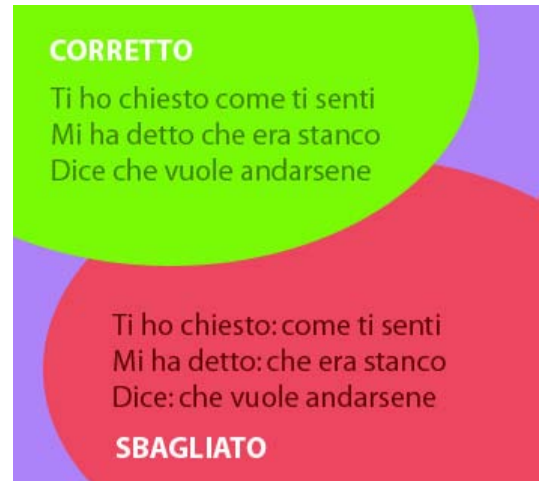 CORRETTO
Ti ho chiesto come ti senti
Mi ha detto che era stanco
Dice che vuole andarsene
Ti ho chiesto: come ti senti
Mi ha detto: che era stanco
Dice: che vuole andarsene
SBAGLIATO